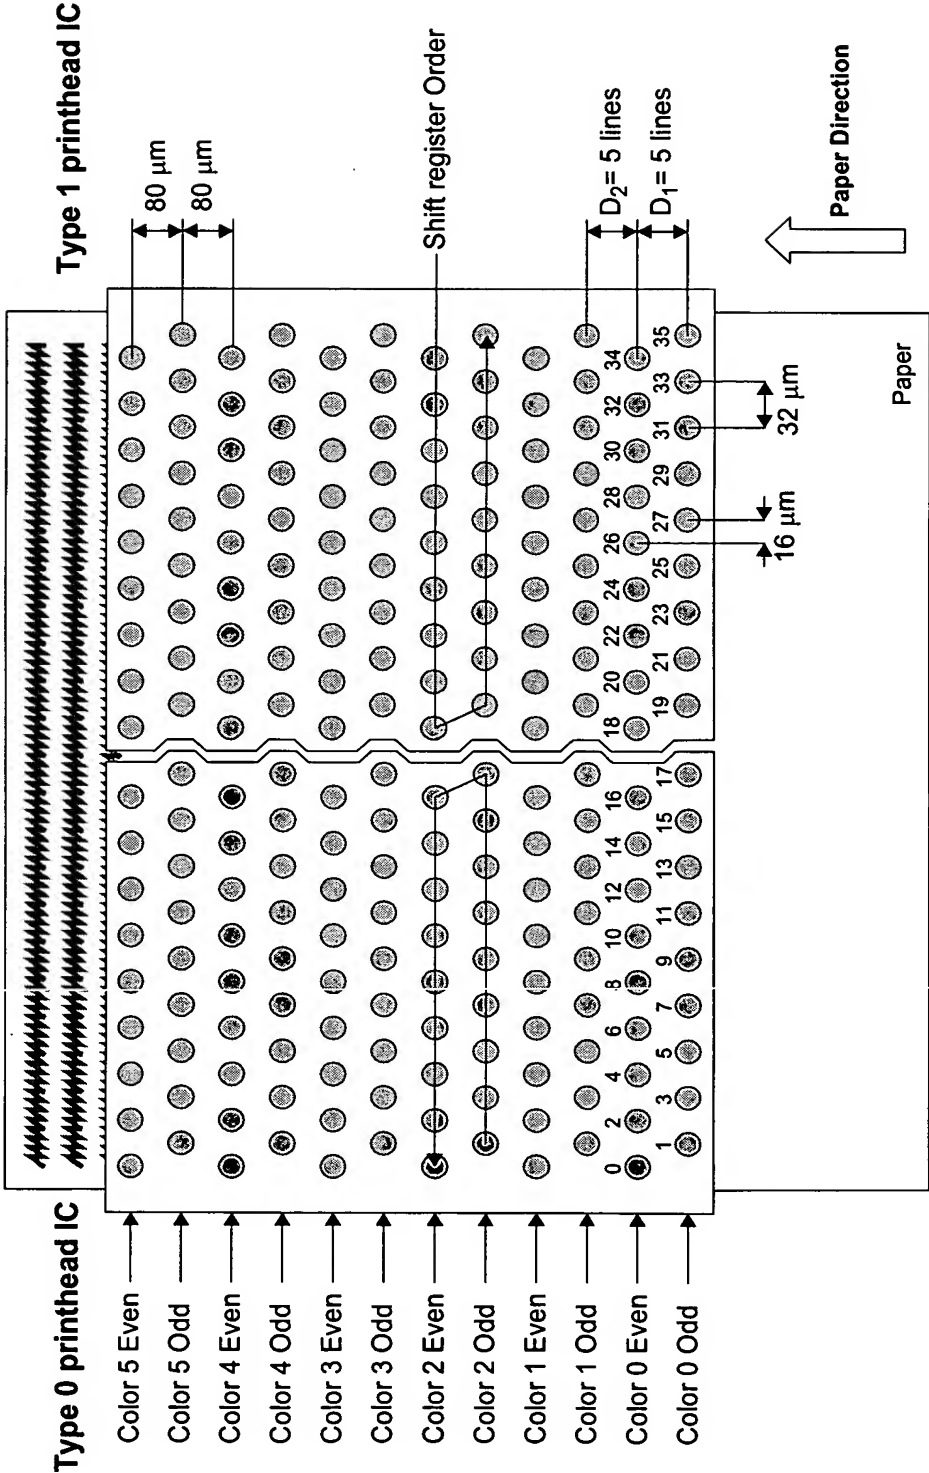 Type 0 printhead IC
Type 1 printhead IC
Color 5 Even
Color 5 Odd
Color 4 Even
Color 4 Odd
Color 3 Even
Color 3 Odd
Color 2 Even
Color 2 Odd
Color 1 Even
Color 1 Odd
Color 0 Even
Color 0 Odd
80 µm
80 µm
Shift register Order
D₂= 5 lines
D₁= 5 lines
0 2 4 6 8 10 12 14 16 18 20 22 24 26 28 30 32 34
1 3 5 7 9 11 13 15 17 19 21 23 25 27 29 31 33 35
16 µm
32 µm
Paper
Paper Direction